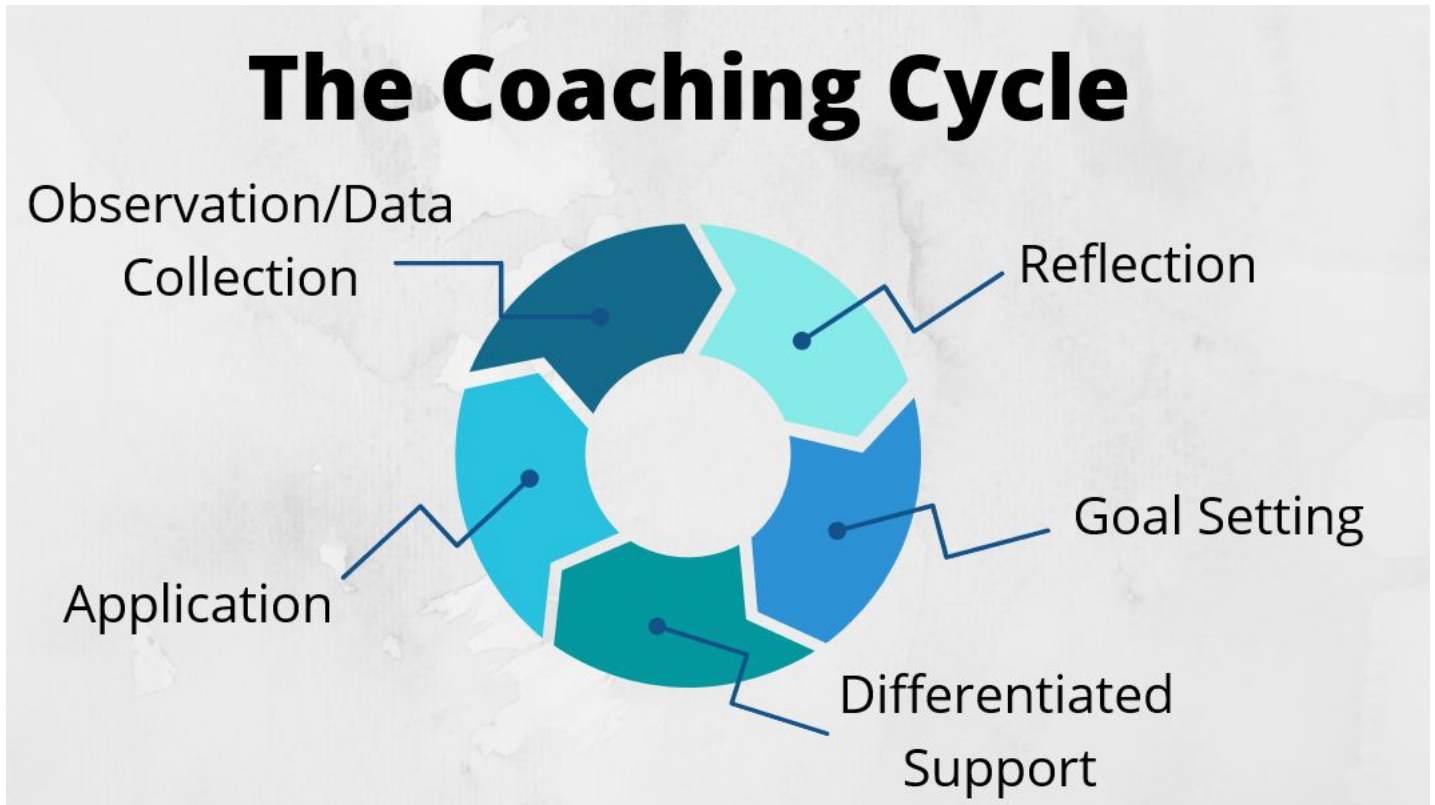 The Coaching Cycle
Observation/Data
Collection
Reflection
Goal Setting
Application
Differentiated
Support